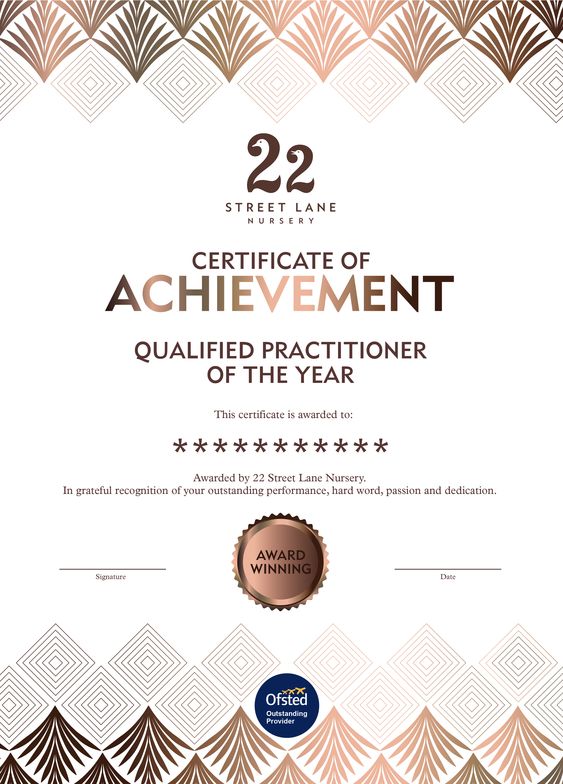 22
STREET LANE
NURSERY
CERTIFICATE OF
ACHIEVEMENT
QUALIFIED PRACTITIONER
OF THE YEAR
This certificate is awarded to:
***********
Awarded by 22 Street Lane Nursery.
In grateful recognition of your outstanding performance, hard word, passion and dedication.
AWARD
WINNING
Signature
Date
Ofsted
Outstanding
Provider